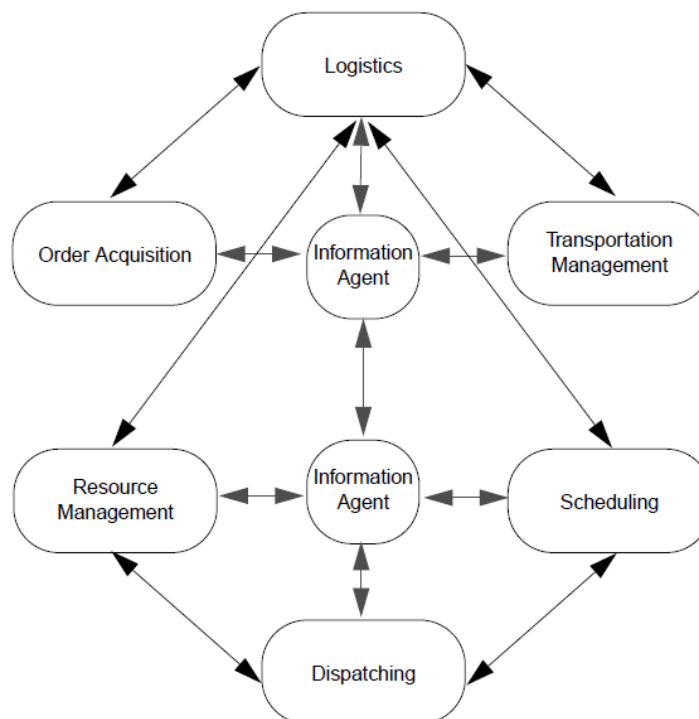 Logistics
Order Acquisition
Information
Agent
Transportation
Management
Resource
Management
Information
Agent
Scheduling
Dispatching